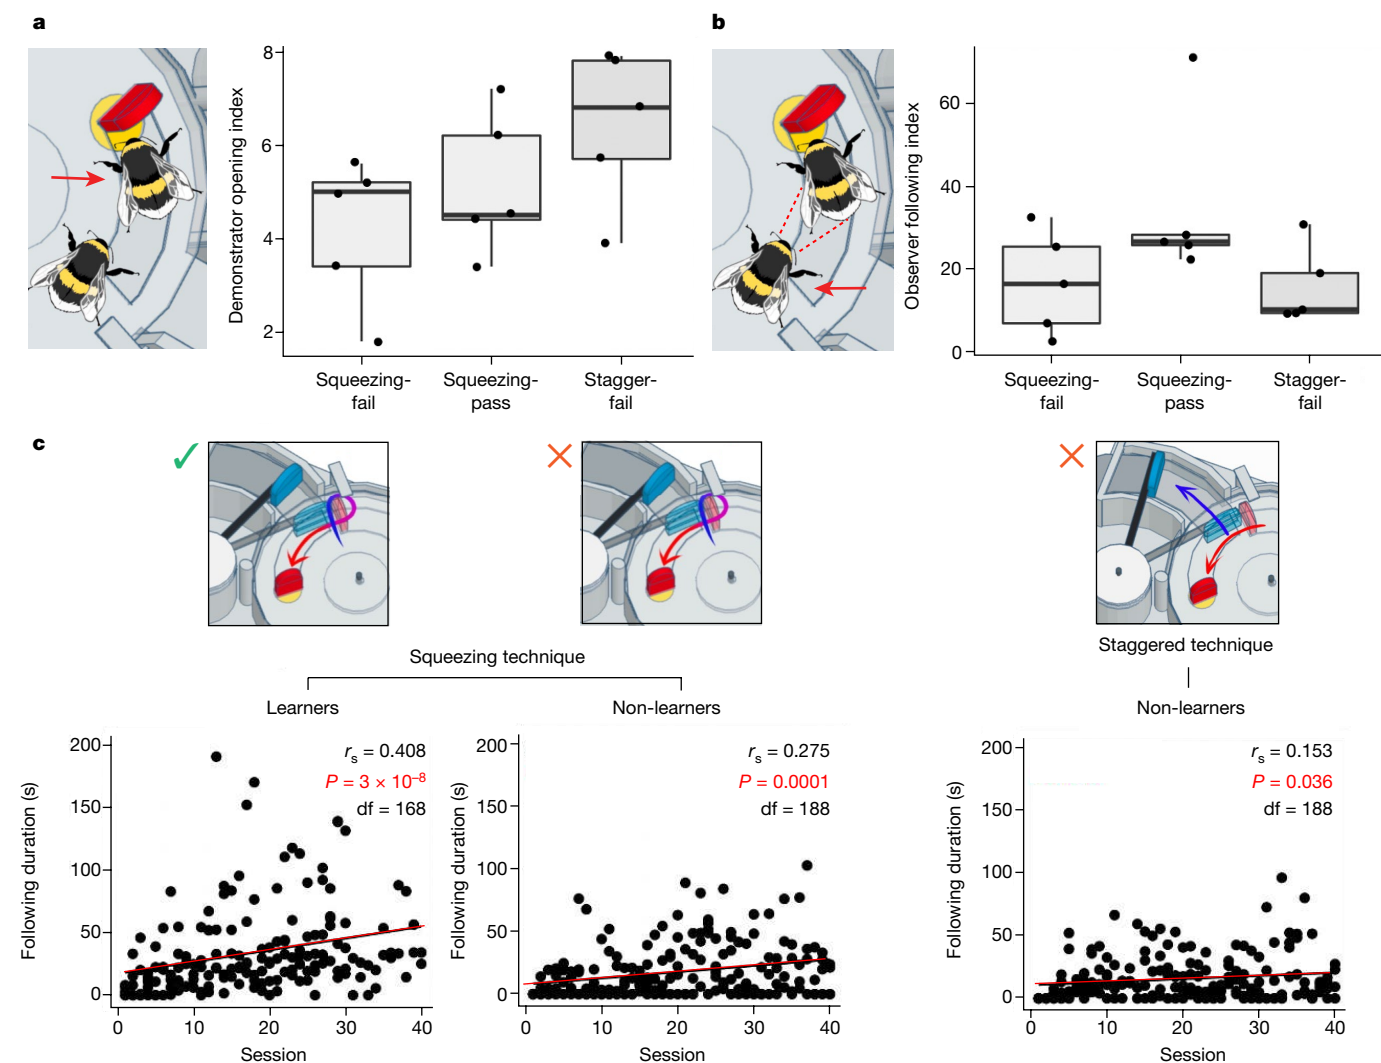 a
b
Demonstrator opening index
8
6
4
2
Squeezing-
fail
Squeezing-
pass
Stagger-
fail
Observer following index
60
40
20
0
Squeezing-
fail
Squeezing-
pass
Stagger-
fail
c
✓
×
×
Squeezing technique
Staggered technique
Learners
Non-learners
Non-learners
Following duration (s)
200
150
100
50
0
rs = 0.408
P = 3 × 10–8
df = 168
0 10 20 30 40
Session
Following duration (s)
200
150
100
50
0
rs = 0.275
P = 0.0001
df = 188
0 10 20 30 40
Session
Following duration (s)
200
150
100
50
0
rs = 0.153
P = 0.036
df = 188
0 10 20 30 40
Session